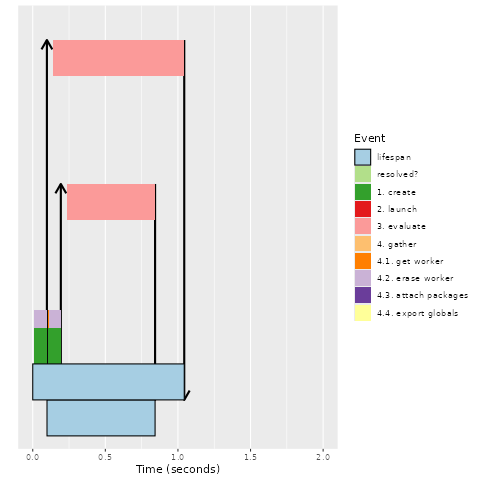 Event
lifespan
resolved?
1. create
2. launch
3. evaluate
4. gather
4.1. get worker
4.2. erase worker
4.3. attach packages
4.4. export globals
0.0 0.5 1.0 1.5 2.0
Time (seconds)